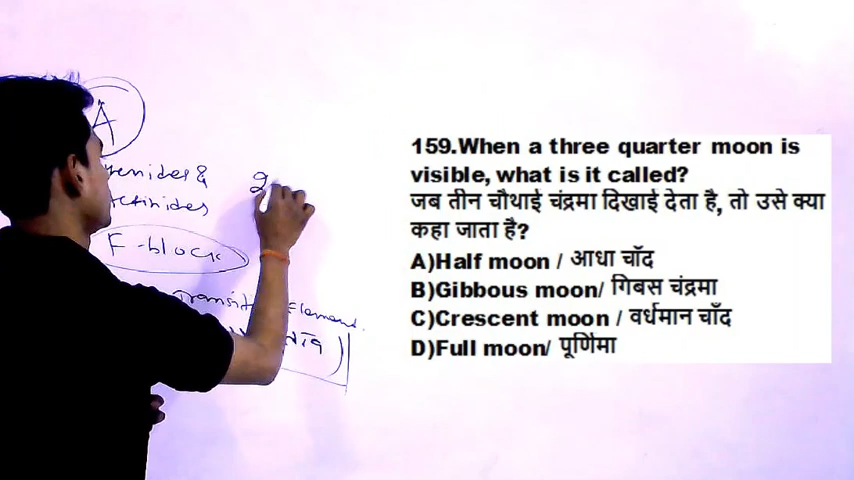 A
F-block
Element.
159.When a three quarter moon is
visible, what is it called?
जब तीन चौथाई चंद्रमा दिखाई देता है, तो उसे क्या
कहा जाता है?
A)Half moon / आधा चाँद
B)Gibbous moon/ गिबस चंद्रमा
C)Crescent moon / वर्धमान चाँद
D)Full moon/ पूर्णिमा